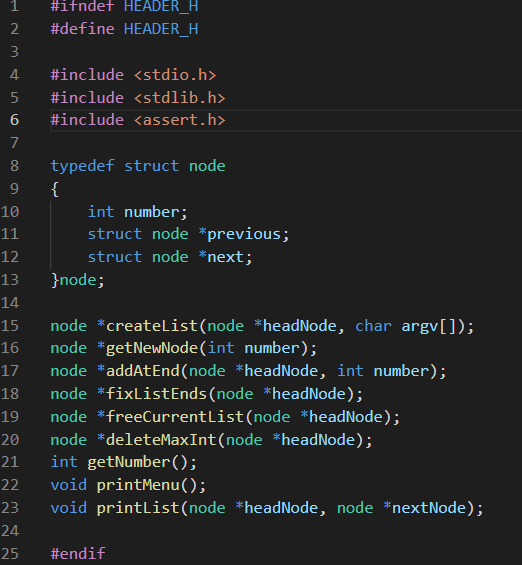 1 #ifndef HEADER_H
2 #define HEADER_H
3
4 #include <stdio.h>
5 #include <stdlib.h>
6 #include <assert.h>
7
8 typedef struct node
9 {
10     int number;
11     struct node *previous;
12     struct node *next;
13 }node;
14
15 node *createList(node *headNode, char argv[]);
16 node *getNewNode(int number);
17 node *addAtEnd(node *headNode, int number);
18 node *fixListEnds(node *headNode);
19 node *freeCurrentList(node *headNode);
20 node *deleteMaxInt(node *headNode);
21 int getNumber();
22 void printMenu();
23 void printList(node *headNode, node *nextNode);
24
25 #endif